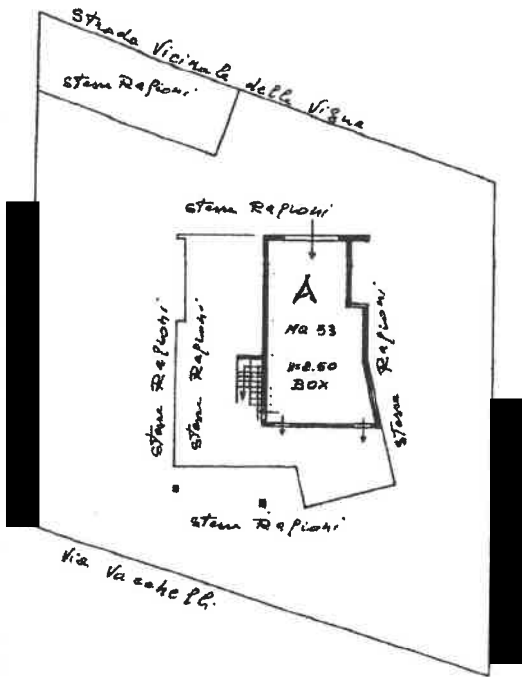 Strada Vicinale delle Vigne
stesse Ragioni
stesse Ragioni
A
MQ 53
H=2.50
BOX
stesse Ragioni
stesse Ragioni
stesse Ragioni
stesse Ragioni
Via Vacchelli